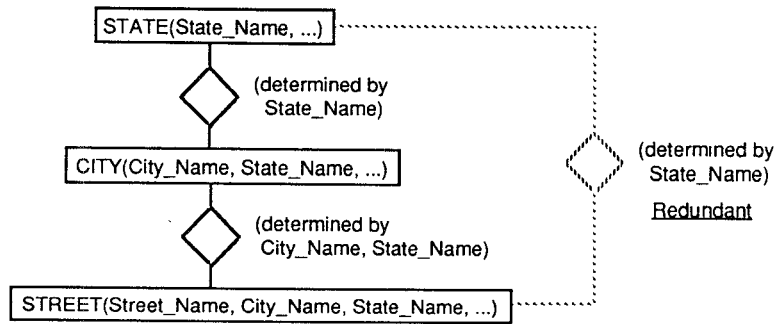 STATE(State_Name, ...)
(determined by
State_Name)
CITY(City_Name, State_Name, ...)
(determined by
State_Name)
Redundant
(determined by
City_Name, State_Name)
STREET(Street_Name, City_Name, State_Name, ...)